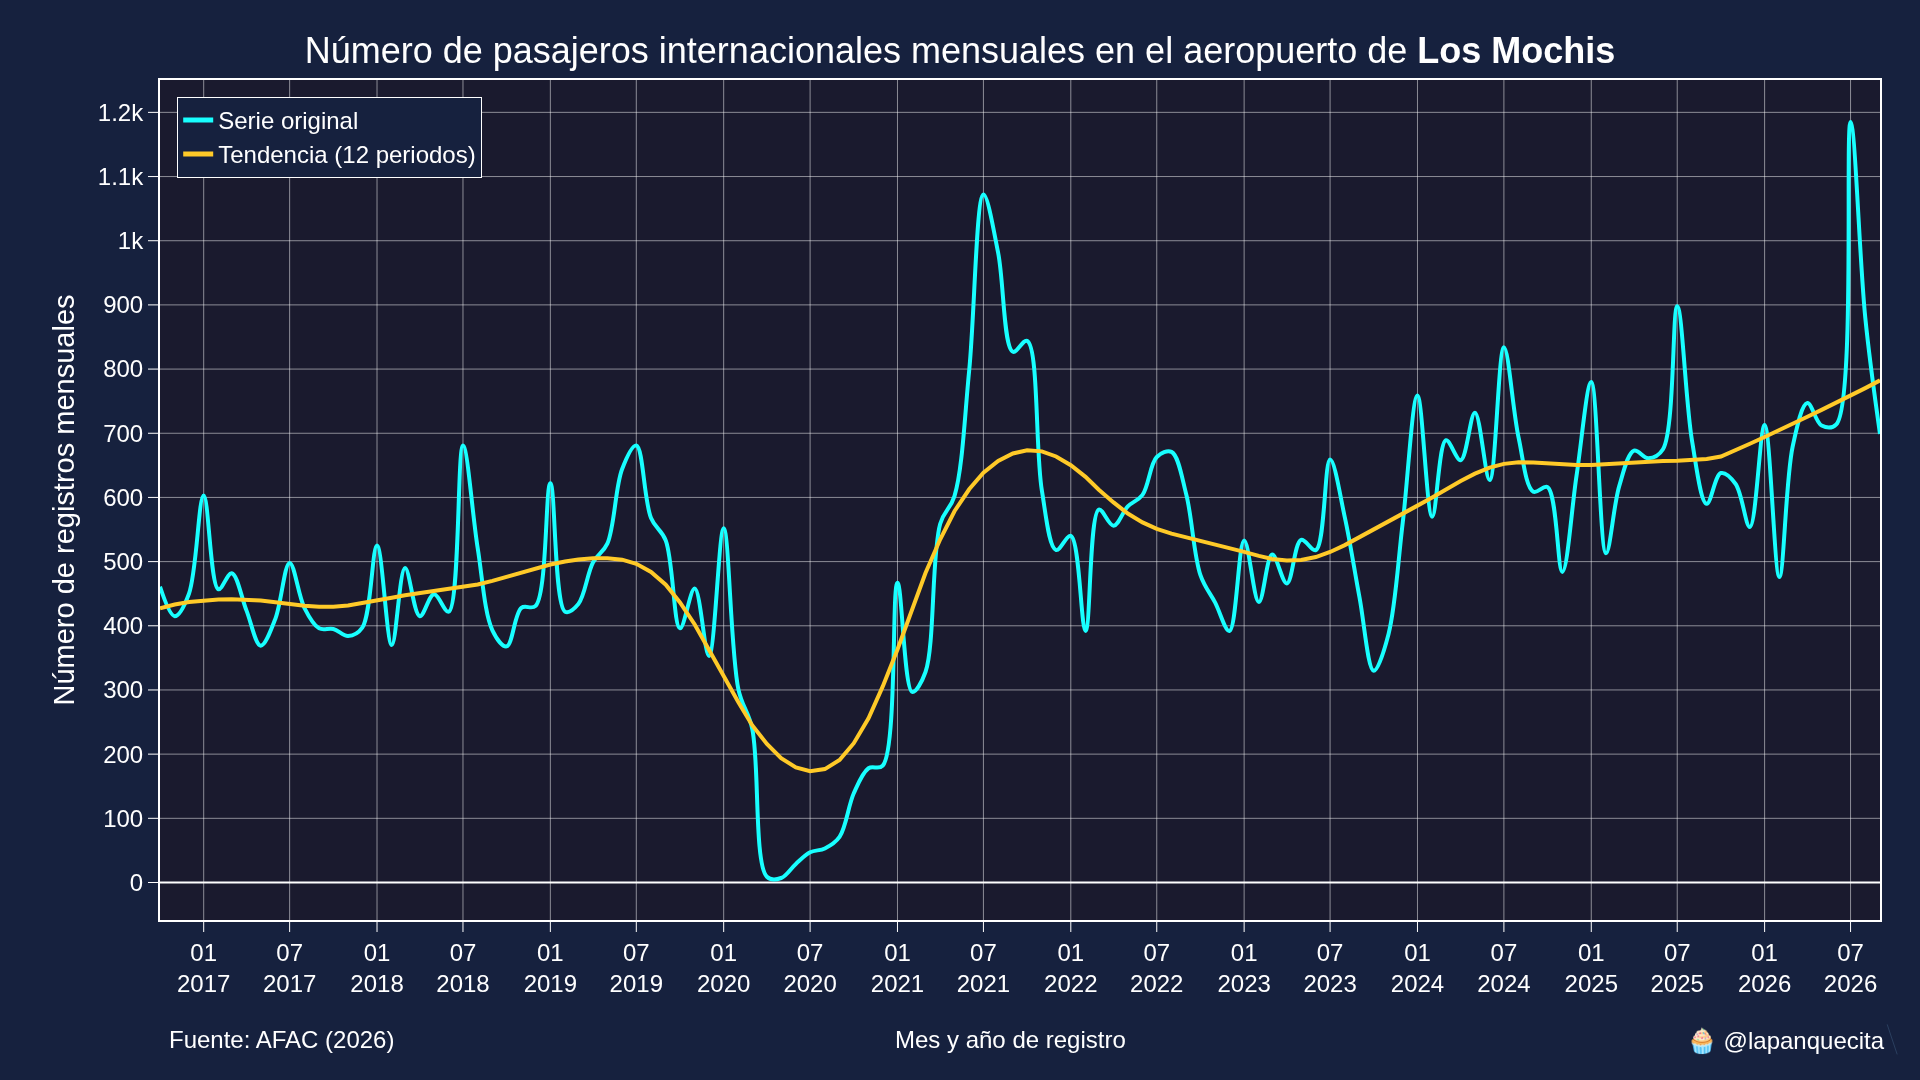 Número de pasajeros internacionales mensuales en el aeropuerto de Los Mochis
Serie original
Tendencia (12 periodos)
1.2k
1.1k
1k
900
800
700
600
500
400
300
200
100
0
Número de registros mensuales
01 07 01 07 01 07 01 07 01 07 01 07 01 07 01 07 01 07 01 07
2017 2017 2018 2018 2019 2019 2020 2020 2021 2021 2022 2022 2023 2023 2024 2024 2025 2025 2026 2026
Fuente: AFAC (2026)
Mes y año de registro
🧁 @lapanquecita